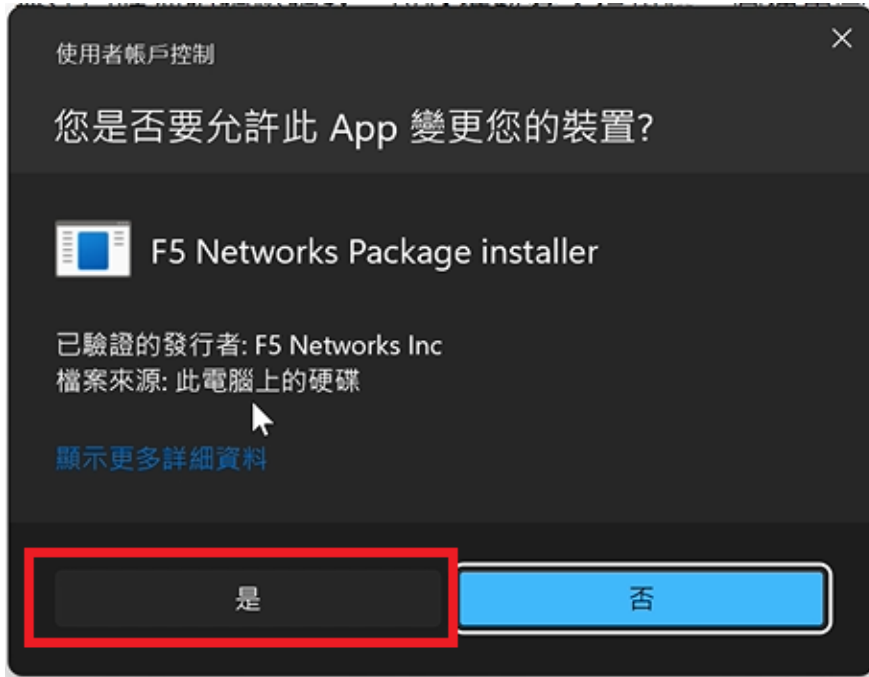 使用者帳戶控制
您是否要允許此 App 變更您的裝置?
F5 Networks Package installer
已驗證的發行者: F5 Networks Inc
檔案來源: 此電腦上的硬碟
顯示更多詳細資料
是
否